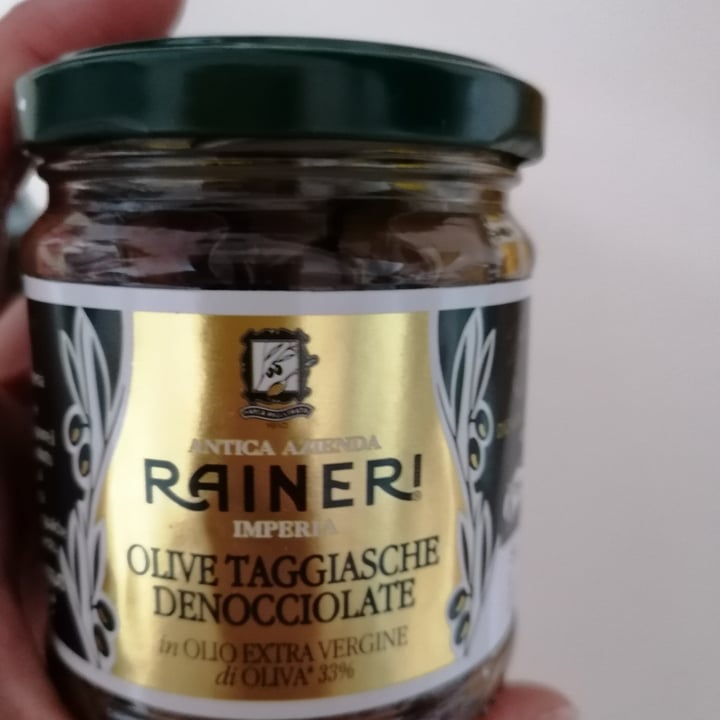 ANTICA AZIENDA
RAINERI
IMPERIA
OLIVE TAGGIASCHE
DENOCCIOLATE
in OLIO EXTRA VERGINE
di OLIVA* 33%